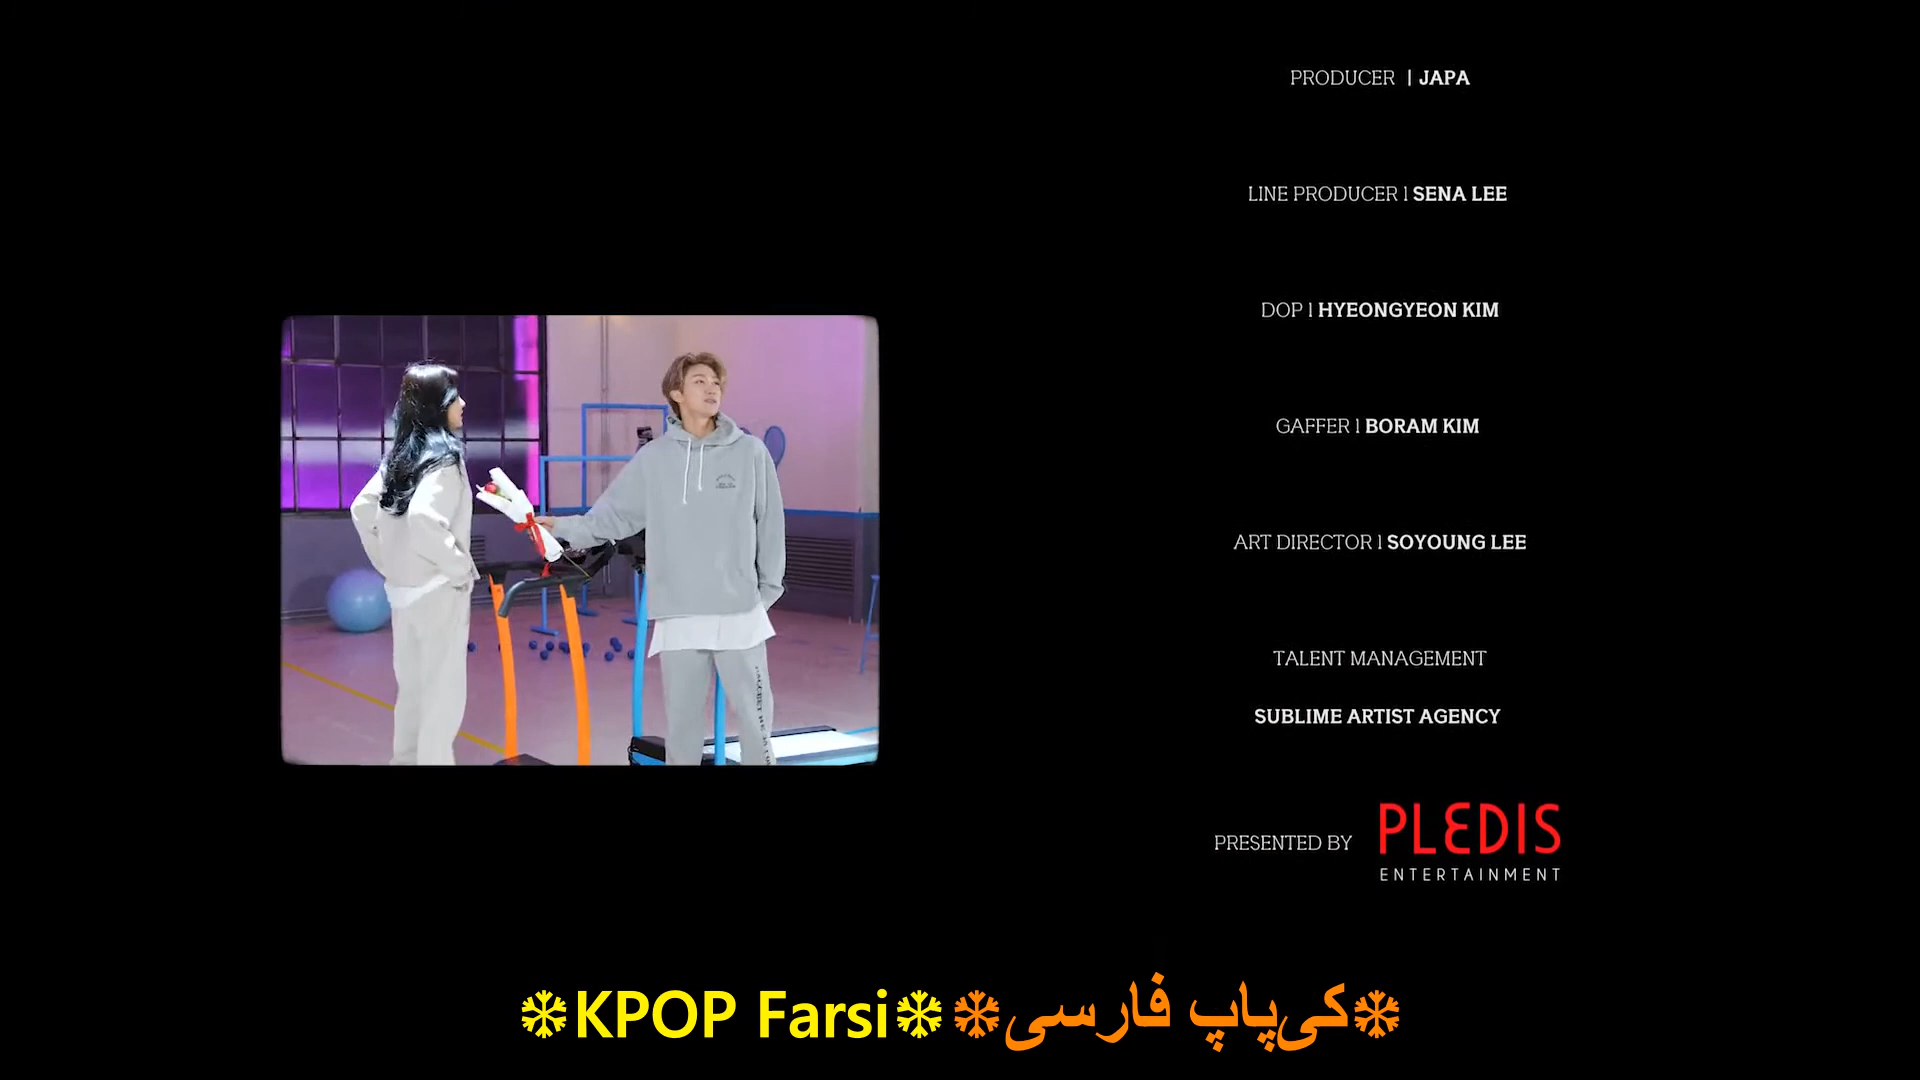 PRODUCER | JAPA
LINE PRODUCER l SENA LEE
DOP l HYEONGYEON KIM
GAFFER l BORAM KIM
ART DIRECTOR l SOYOUNG LEE
TALENT MANAGEMENT
SUBLIME ARTIST AGENCY
PRESENTED BY PLEDIS
ENTERTAINMENT
❄KPOP Farsi❄❄کی‌پاپ فارسی❄